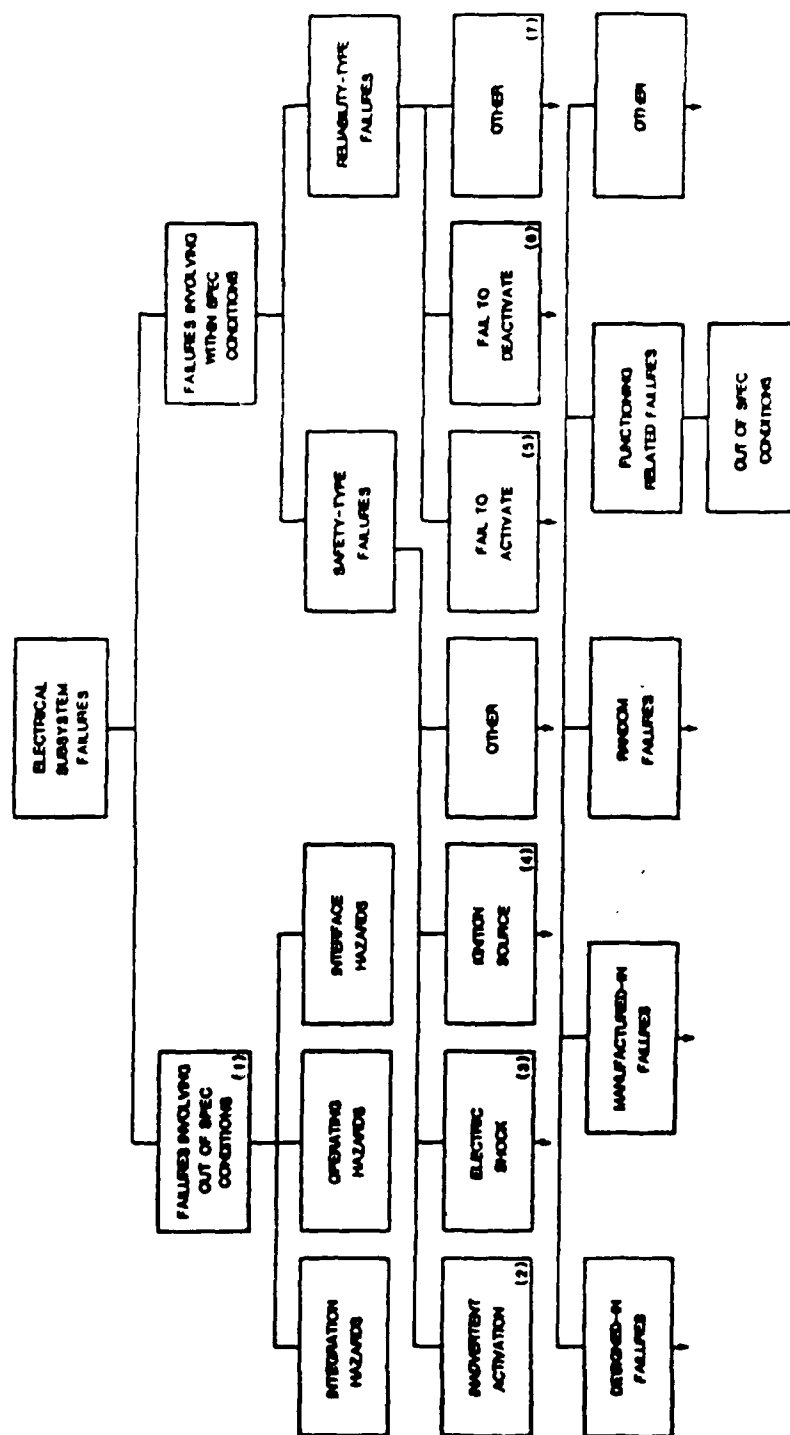 ELECTRICAL
SUBSYSTEM
FAILURES
FAILURES INVOLVING
OUT OF SPEC
CONDITIONS
(1)
FAILURES INVOLVING
WITHIN SPEC
CONDITIONS
INTEGRATION
HAZARDS
OPERATING
HAZARDS
INTERFACE
HAZARDS
SAFETY-TYPE
FAILURES
RELIABILITY-TYPE
FAILURES
INADVERTENT
ACTIVATION
(2)
ELECTRIC
SHOCK
(3)
IGNITION
SOURCE
(4)
OTHER
FAIL TO
ACTIVATE
(5)
FAIL TO
DEACTIVATE
(6)
OTHER
(7)
DESIGNED-IN
FAILURES
MANUFACTURED-IN
FAILURES
RANDOM
FAILURES
FUNCTIONING
RELATED FAILURES
OTHER
OUT OF SPEC
CONDITIONS